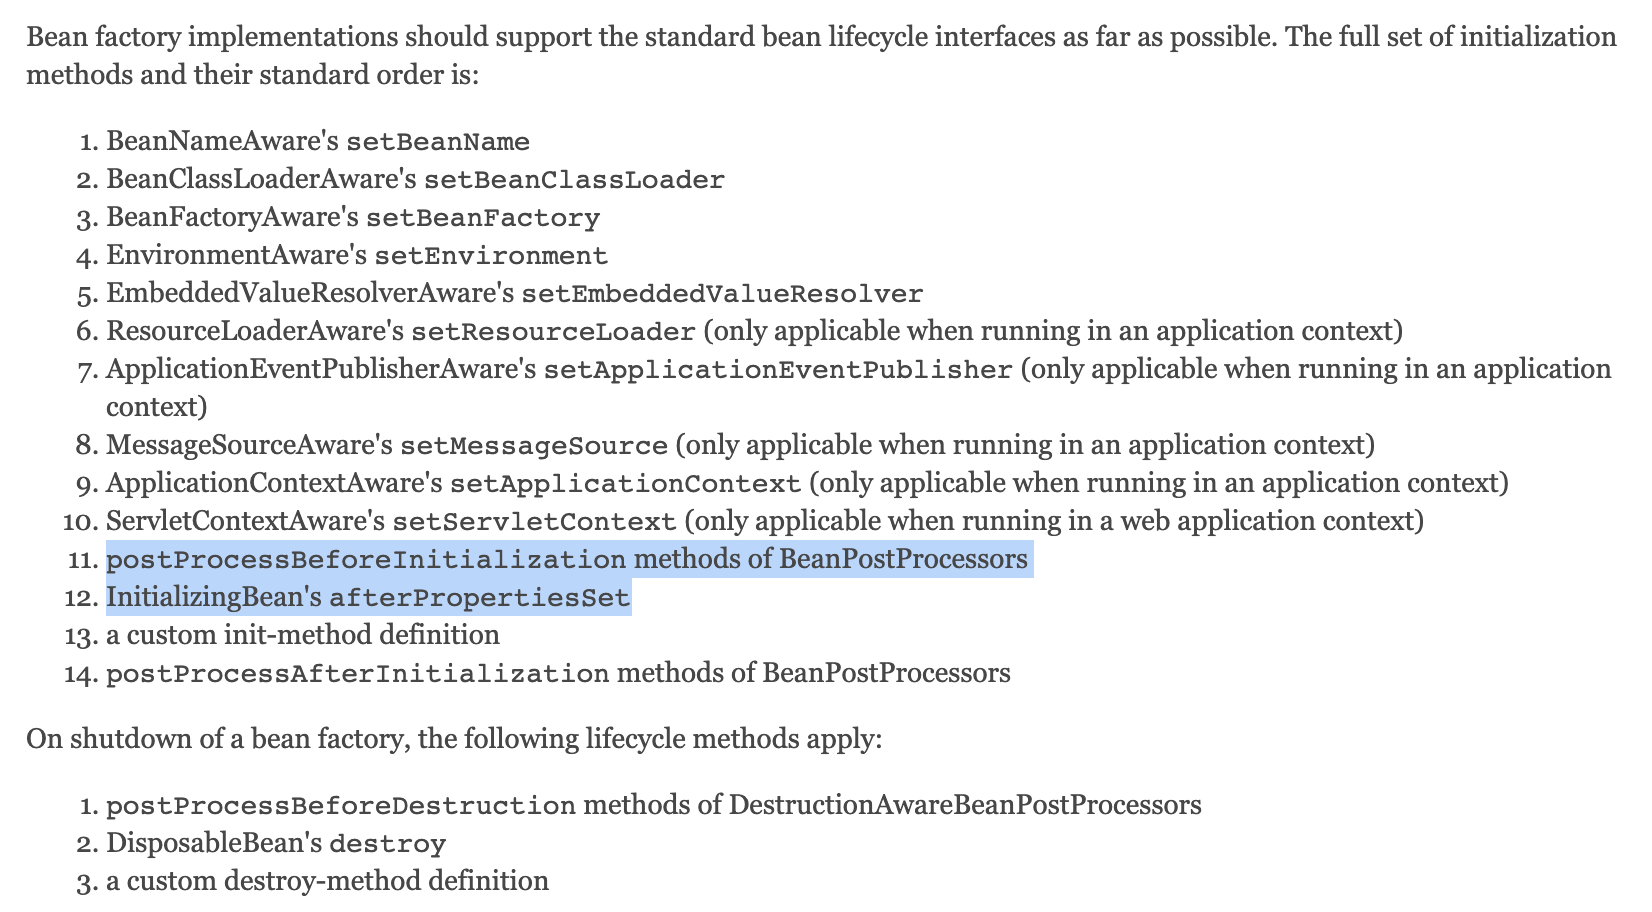 Bean factory implementations should support the standard bean lifecycle interfaces as far as possible. The full set of initialization
methods and their standard order is:
1. BeanNameAware's setBeanName
2. BeanClassLoaderAware's setBeanClassLoader
3. BeanFactoryAware's setBeanFactory
4. EnvironmentAware's setEnvironment
5. EmbeddedValueResolverAware's setEmbeddedValueResolver
6. ResourceLoaderAware's setResourceLoader (only applicable when running in an application context)
7. ApplicationEventPublisherAware's setApplicationEventPublisher (only applicable when running in an application
context)
8. MessageSourceAware's setMessageSource (only applicable when running in an application context)
9. ApplicationContextAware's setApplicationContext (only applicable when running in an application context)
10. ServletContextAware's setServletContext (only applicable when running in a web application context)
11. postProcessBeforeInitialization methods of BeanPostProcessors
12. InitializingBean's afterPropertiesSet
13. a custom init-method definition
14. postProcessAfterInitialization methods of BeanPostProcessors
On shutdown of a bean factory, the following lifecycle methods apply:
1. postProcessBeforeDestruction methods of DestructionAwareBeanPostProcessors
2. DisposableBean's destroy
3. a custom destroy-method definition